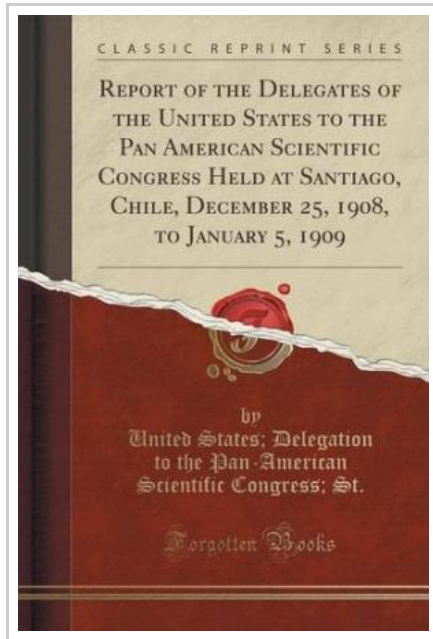 CLASSIC REPRINT SERIES
REPORT OF THE DELEGATES OF
THE UNITED STATES TO THE
PAN AMERICAN SCIENTIFIC
CONGRESS HELD AT SANTIAGO,
CHILE, DECEMBER 25, 1908,
TO JANUARY 5, 1909
by
United States; Delegation
to the Pan-American
Scientific Congress; St.
Forgotten Books